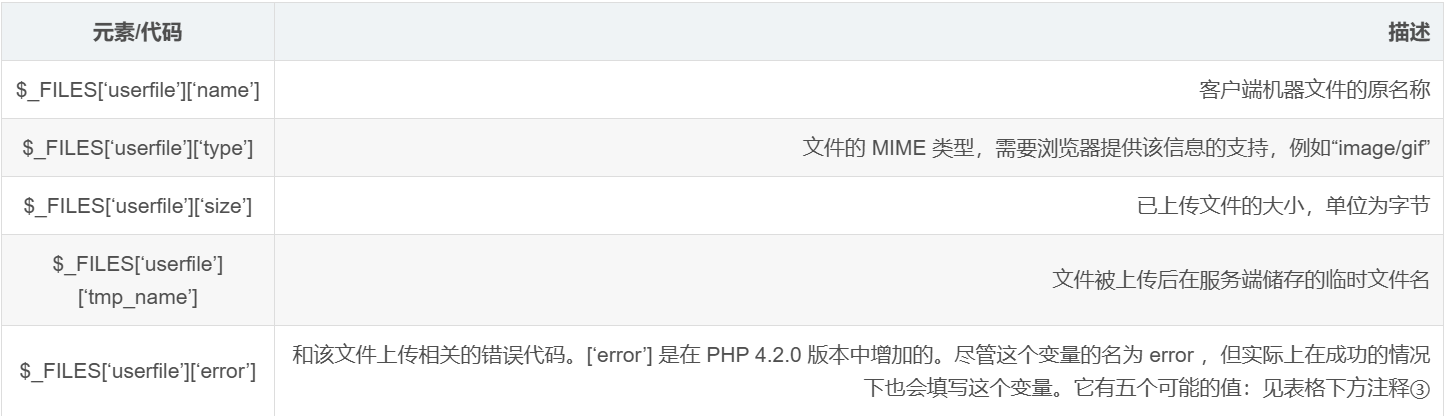 元素/代码 描述
$_FILES[‘userfile’][‘name’] 客户端机器文件的原名称
$_FILES[‘userfile’][‘type’] 文件的 MIME 类型，需要浏览器提供该信息的支持，例如“image/gif”
$_FILES[‘userfile’][‘size’] 已上传文件的大小，单位为字节
$_FILES[‘userfile’]
[‘tmp_name’]
文件被上传后在服务端储存的临时文件名
$_FILES[‘userfile’][‘error’]
和该文件上传相关的错误代码。[‘error’] 是在 PHP 4.2.0 版本中增加的。尽管这个变量的名为 error ，但实际上在成功的情况
下也会填写这个变量。它有五个可能的值：见表格下方注释③